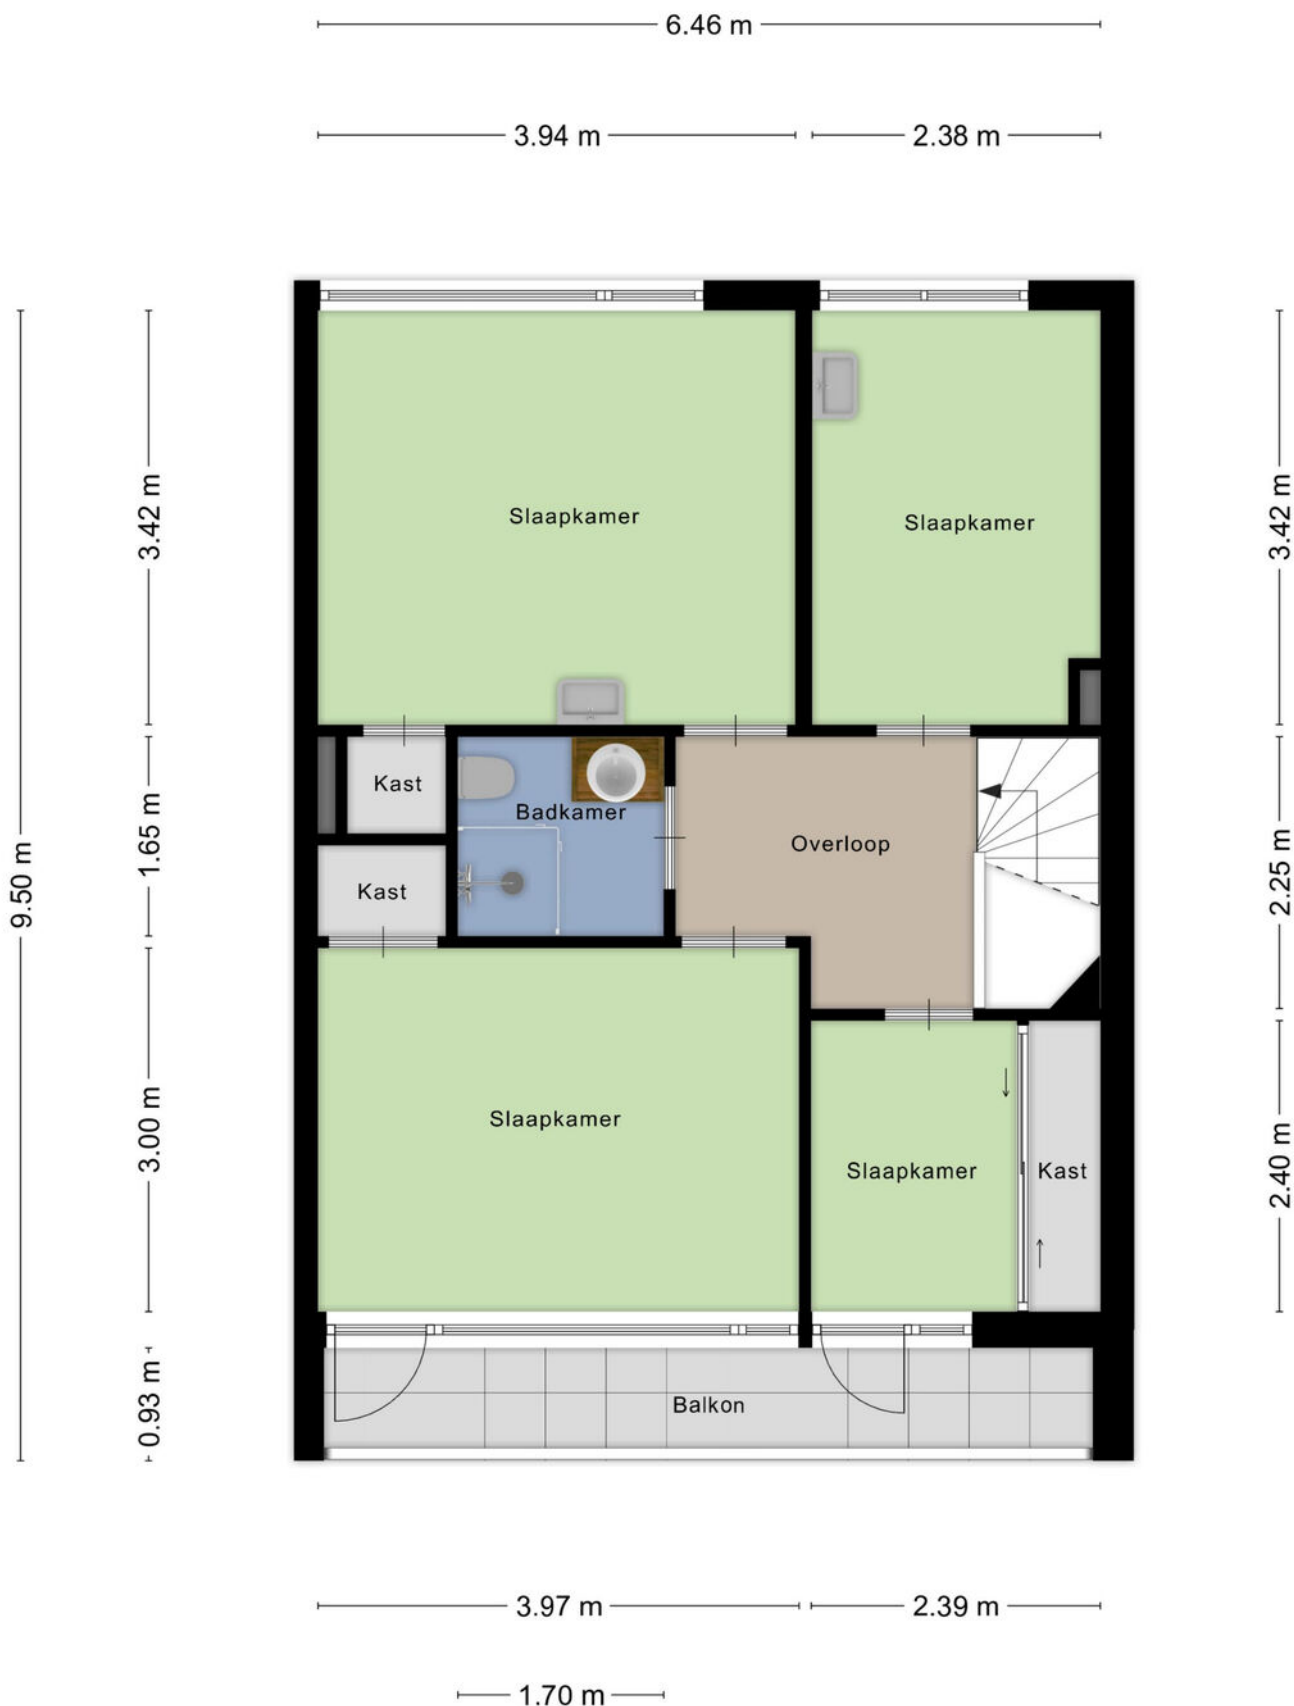 6.46 m
3.94 m
2.38 m
3.42 m
3.42 m
Slaapkamer
Slaapkamer
Kast
Badkamer
Overloop
Kast
1.65 m
9.50 m
2.25 m
Slaapkamer
Slaapkamer
Kast
3.00 m
2.40 m
Balkon
0.93 m
3.97 m
2.39 m
1.70 m